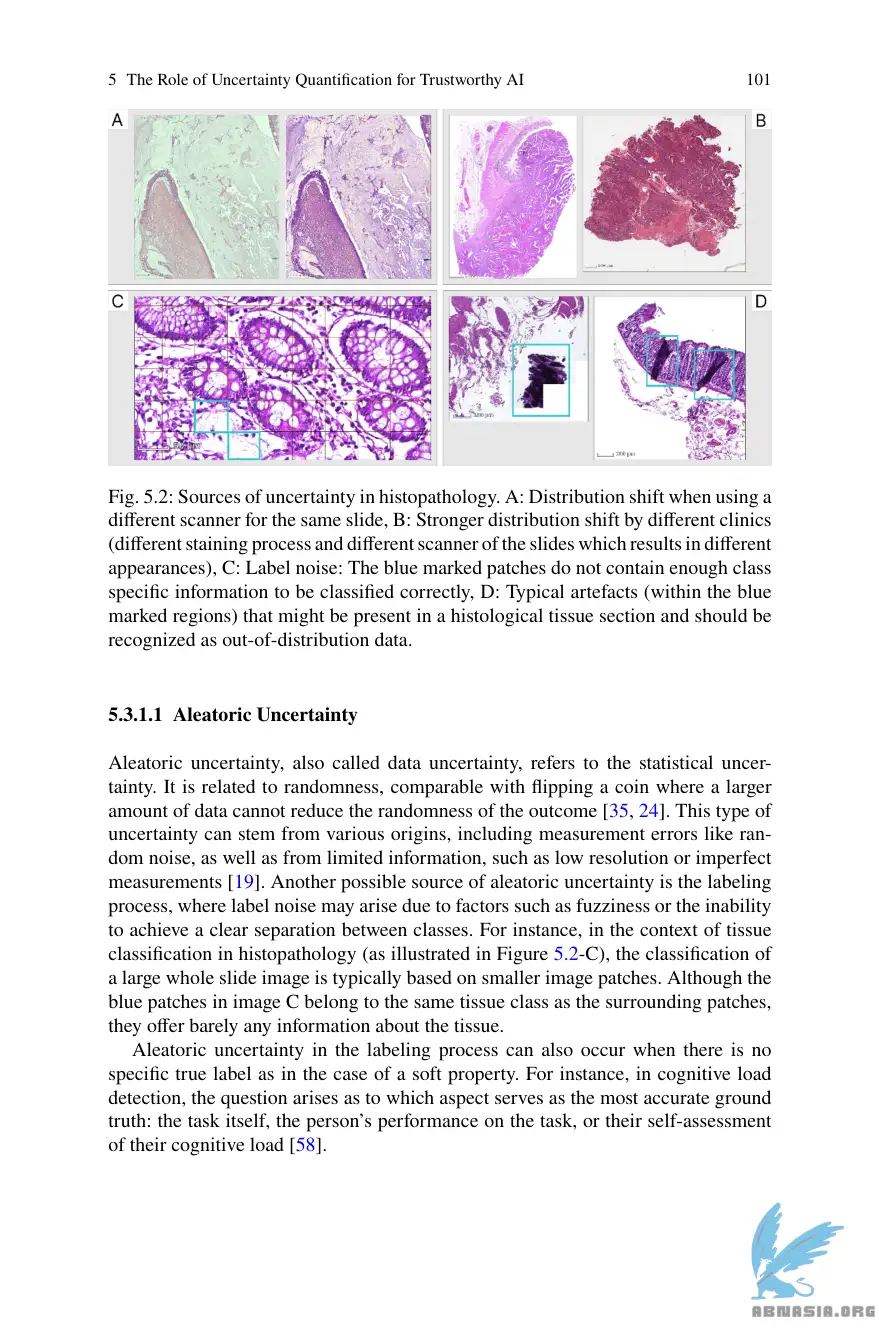 5 The Role of Uncertainty Quantification for Trustworthy AI 101
A
B
C
D
200 µm
Fig. 5.2: Sources of uncertainty in histopathology. A: Distribution shift when using a
different scanner for the same slide, B: Stronger distribution shift by different clinics
(different staining process and different scanner of the slides which results in different
appearances), C: Label noise: The blue marked patches do not contain enough class
specific information to be classified correctly, D: Typical artefacts (within the blue
marked regions) that might be present in a histological tissue section and should be
recognized as out-of-distribution data.
5.3.1.1 Aleatoric Uncertainty
Aleatoric uncertainty, also called data uncertainty, refers to the statistical uncer-
tainty. It is related to randomness, comparable with flipping a coin where a larger
amount of data cannot reduce the randomness of the outcome [35, 24]. This type of
uncertainty can stem from various origins, including measurement errors like ran-
dom noise, as well as from limited information, such as low resolution or imperfect
measurements [19]. Another possible source of aleatoric uncertainty is the labeling
process, where label noise may arise due to factors such as fuzziness or the inability
to achieve a clear separation between classes. For instance, in the context of tissue
classification in histopathology (as illustrated in Figure 5.2-C), the classification of
a large whole slide image is typically based on smaller image patches. Although the
blue patches in image C belong to the same tissue class as the surrounding patches,
they offer barely any information about the tissue.
Aleatoric uncertainty in the labeling process can also occur when there is no
specific true label as in the case of a soft property. For instance, in cognitive load
detection, the question arises as to which aspect serves as the most accurate ground
truth: the task itself, the person's performance on the task, or their self-assessment
of their cognitive load [58].
ABNASIA.ORG